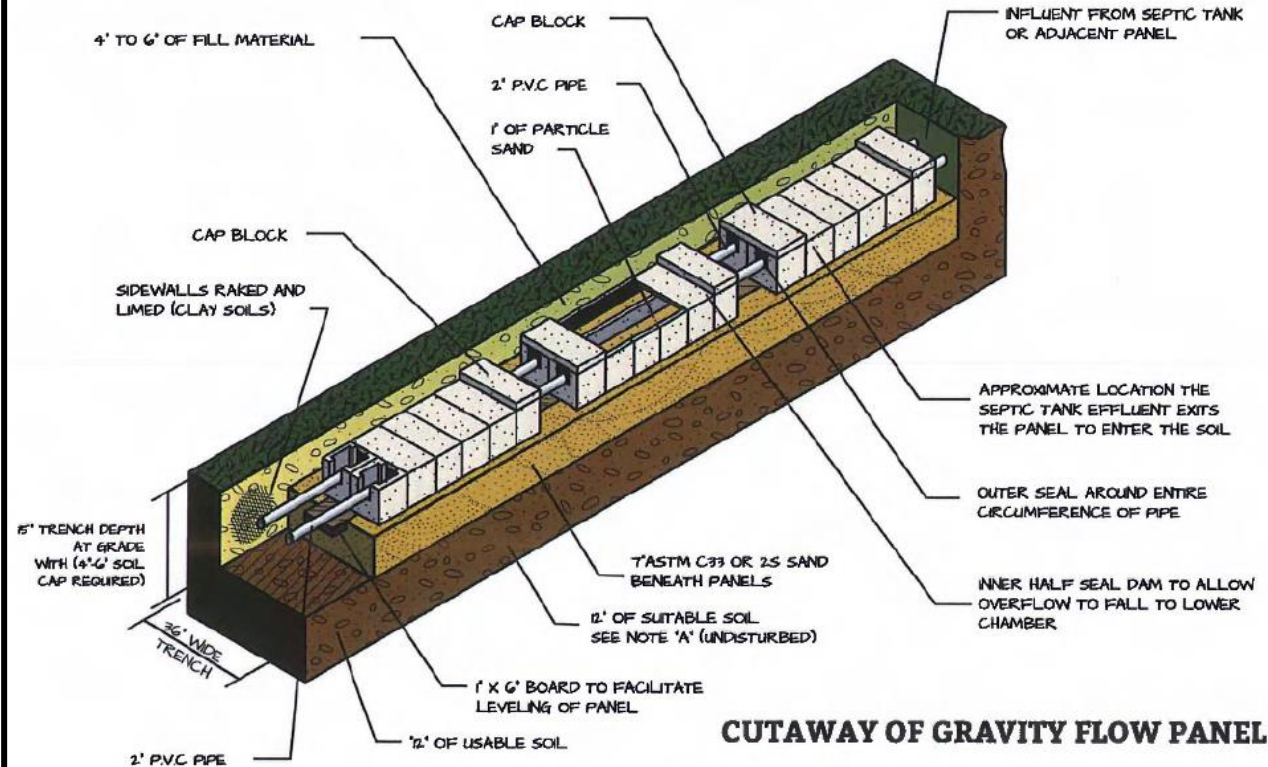 CAP BLOCK
INFLUENT FROM SEPTIC TANK
OR ADJACENT PANEL
4" TO 6" OF FILL MATERIAL
2" P.V.C PIPE
1" OF PARTICLE
SAND
CAP BLOCK
SIDEWALLS RAKED AND
LIMED (CLAY SOILS)
APPROXIMATE LOCATION THE
SEPTIC TANK EFFLUENT EXITS
THE PANEL TO ENTER THE SOIL
OUTER SEAL AROUND ENTIRE
CIRCUMFERENCE OF PIPE
15" TRENCH DEPTH
AT GRADE
WITH (4"-6" SOIL
CAP REQUIRED)
7" ASTM C33 OR 2S SAND
BENEATH PANELS
INNER HALF SEAL DAM TO ALLOW
OVERFLOW TO FALL TO LOWER
CHAMBER
12" OF SUITABLE SOIL
SEE NOTE "A" (UNDISTURBED)
36" WIDE
TRENCH
1" X 6" BOARD TO FACILITATE
LEVELING OF PANEL
12" OF USABLE SOIL
2" P.V.C PIPE
CUTAWAY OF GRAVITY FLOW PANEL